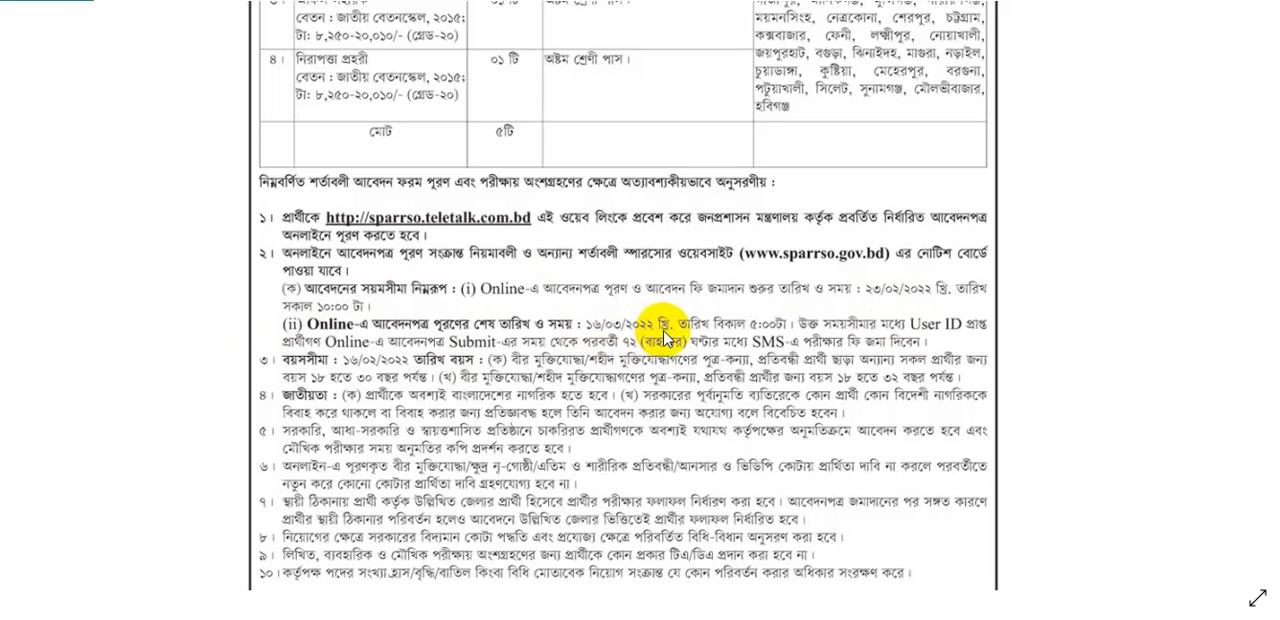 বেতন : জাতীয় বেতনস্কেল, ২০১৫;
টা: ৮,২৫০-২০,০১০/- (গ্রেড-২০)
ময়মনসিংহ, নেত্রকোনা, শেরপুর, চট্টগ্রাম,
কক্সবাজার, ফেনী, লক্ষ্মীপুর, নোয়াখালী,
জয়পুরহাট, বগুড়া, ঝিনাইদহ, মাগুরা, নড়াইল,
চুয়াডাঙ্গা, কুষ্টিয়া, মেহেরপুর, বরগুনা,
পটুয়াখালী, সিলেট, সুনামগঞ্জ, মৌলভীবাজার,
হবিগঞ্জ
৪। নিরাপত্তা প্রহরী ০১ টি অষ্টম শ্রেণী পাস।
বেতন : জাতীয় বেতনস্কেল, ২০১৫;
টা: ৮,২৫০-২০,০১০/- (গ্রেড-২০)
মোট ৫টি
নিম্নবর্ণিত শর্তাবলী আবেদন ফরম পূরণ এবং পরীক্ষায় অংশগ্রহণের ক্ষেত্রে অত্যাবশ্যকীয়ভাবে অনুসরণীয় :
১। প্রার্থীকে http://sparrso.teletalk.com.bd এই ওয়েব লিংকে প্রবেশ করে জনপ্রশাসন মন্ত্রণালয় কর্তৃক প্রবর্তিত নির্ধারিত আবেদনপত্র
অনলাইনে পূরণ করতে হবে।
২। অনলাইনে আবেদনপত্র পূরণ সংক্রান্ত নিয়মাবলী ও অন্যান্য শর্তাবলী স্পারসোর ওয়েবসাইট (www.sparrso.gov.bd) এর নোটিশ বোর্ডে
পাওয়া যাবে।
(ক) আবেদনের সয়মসীমা নিম্নরূপ : (i) Online-এ আবেদনপত্র পূরণ ও আবেদন ফি জমাদান শুরুর তারিখ ও সময় : ২৩/০২/২০২২ খ্রি. তারিখ
সকাল ১০:০০ টা।
(ii) Online-এ আবেদনপত্র পূরণের শেষ তারিখ ও সময় : ১৬/০৩/২০২২ খ্রি. তারিখ বিকাল ৫:০০টা। উক্ত সময়সীমার মধ্যে User ID প্রাপ্ত
প্রার্থীগণ Online-এ আবেদনপত্র Submit-এর সময় থেকে পরবর্তী ৭২ (বাহাত্তর) ঘণ্টার মধ্যে SMS-এ পরীক্ষার ফি জমা দিবেন।
৩। বয়সসীমা : ১৬/০২/২০২২ তারিখ বয়স : (ক) বীর মুক্তিযোদ্ধা/শহীদ মুক্তিযোদ্ধাগণের পুত্র-কন্যা, প্রতিবন্ধী প্রার্থী ছাড়া অন্যান্য সকল প্রার্থীর জন্য
বয়স ১৮ হতে ৩০ বছর পর্যন্ত। (খ) বীর মুক্তিযোদ্ধা/শহীদ মুক্তিযোদ্ধাগণের পুত্র-কন্যা, প্রতিবন্ধী প্রার্থীর জন্য বয়স ১৮ হতে ৩২ বছর পর্যন্ত।
৪। জাতীয়তা : (ক) প্রার্থীকে অবশ্যই বাংলাদেশের নাগরিক হতে হবে। (খ) সরকারের পূর্বানুমতি ব্যতিরেকে কোন প্রার্থী কোন বিদেশী নাগরিককে
বিবাহ করে থাকলে বা বিবাহ করার জন্য প্রতিজ্ঞাবদ্ধ হলে তিনি আবেদন করার জন্য অযোগ্য বলে বিবেচিত হবেন।
৫। সরকারি, আধা-সরকারি ও স্বায়ত্তশাসিত প্রতিষ্ঠানে চাকরিরত প্রার্থীগণকে অবশ্যই যথাযথ কর্তৃপক্ষের অনুমতিক্রমে আবেদন করতে হবে এবং
মৌখিক পরীক্ষার সময় অনুমতির কপি প্রদর্শন করতে হবে।
৬। অনলাইন-এ পূরণকৃত বীর মুক্তিযোদ্ধা/ক্ষুদ্র নৃ-গোষ্ঠী/এতিম ও শারীরিক প্রতিবন্ধী/আনসার ও ভিডিপি কোটায় প্রার্থিতা দাবি না করলে পরবর্তীতে
নতুন করে কোনো কোটার প্রার্থিতা দাবি গ্রহণযোগ্য হবে না।
৭। স্থায়ী ঠিকানায় প্রার্থী কর্তৃক উল্লিখিত জেলার প্রার্থী হিসেবে প্রার্থীর পরীক্ষার ফলাফল নির্ধারণ করা হবে। আবেদনপত্র জমাদানের পর সঙ্গত কারণে
প্রার্থীর স্থায়ী ঠিকানার পরিবর্তন হলেও আবেদনে উল্লিখিত জেলার ভিত্তিতেই প্রার্থীর ফলাফল নির্ধারিত হবে।
৮। নিয়োগের ক্ষেত্রে সরকারের বিদ্যমান কোটা পদ্ধতি এবং প্রযোজ্য ক্ষেত্রে পরিবর্তিত বিধি-বিধান অনুসরণ করা হবে।
৯। লিখিত, ব্যবহারিক ও মৌখিক পরীক্ষায় অংশগ্রহণের জন্য প্রার্থীকে কোন প্রকার টিএ/ডিএ প্রদান করা হবে না।
১০। কর্তৃপক্ষ পদের সংখ্যা হ্রাস/বৃদ্ধি/বাতিল কিংবা বিধি মোতাবেক নিয়োগ সংক্রান্ত যে কোন পরিবর্তন করার অধিকার সংরক্ষণ করে।